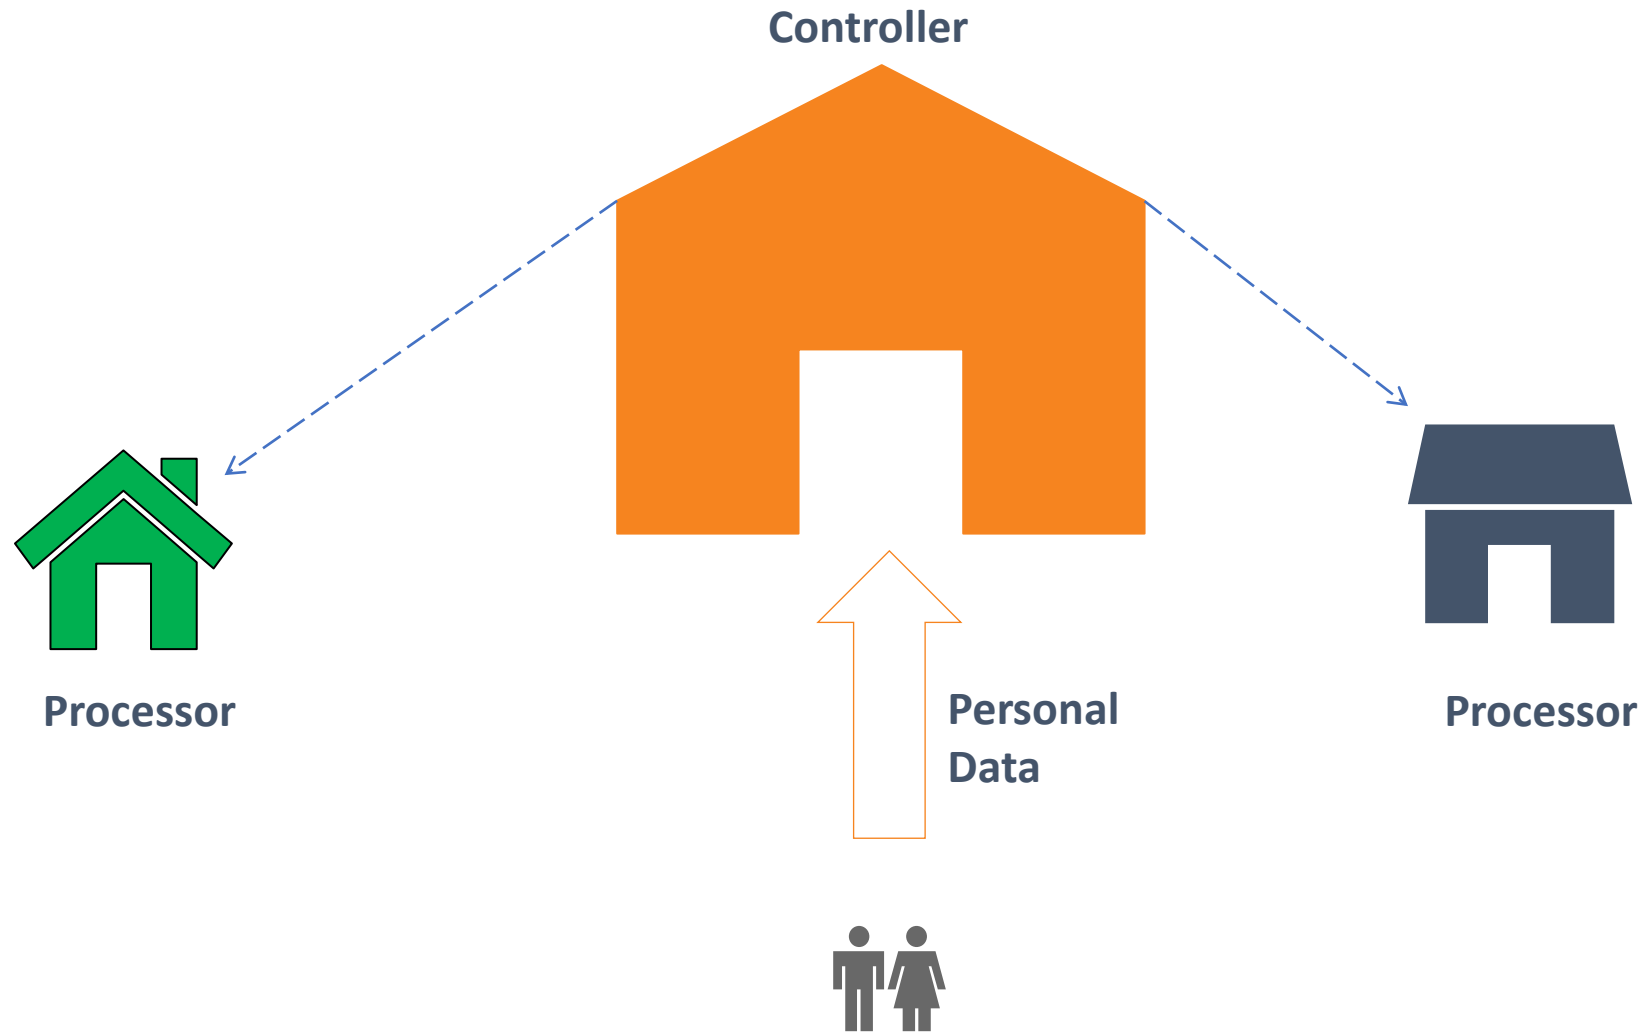 Controller
Processor
Personal
Data
Processor